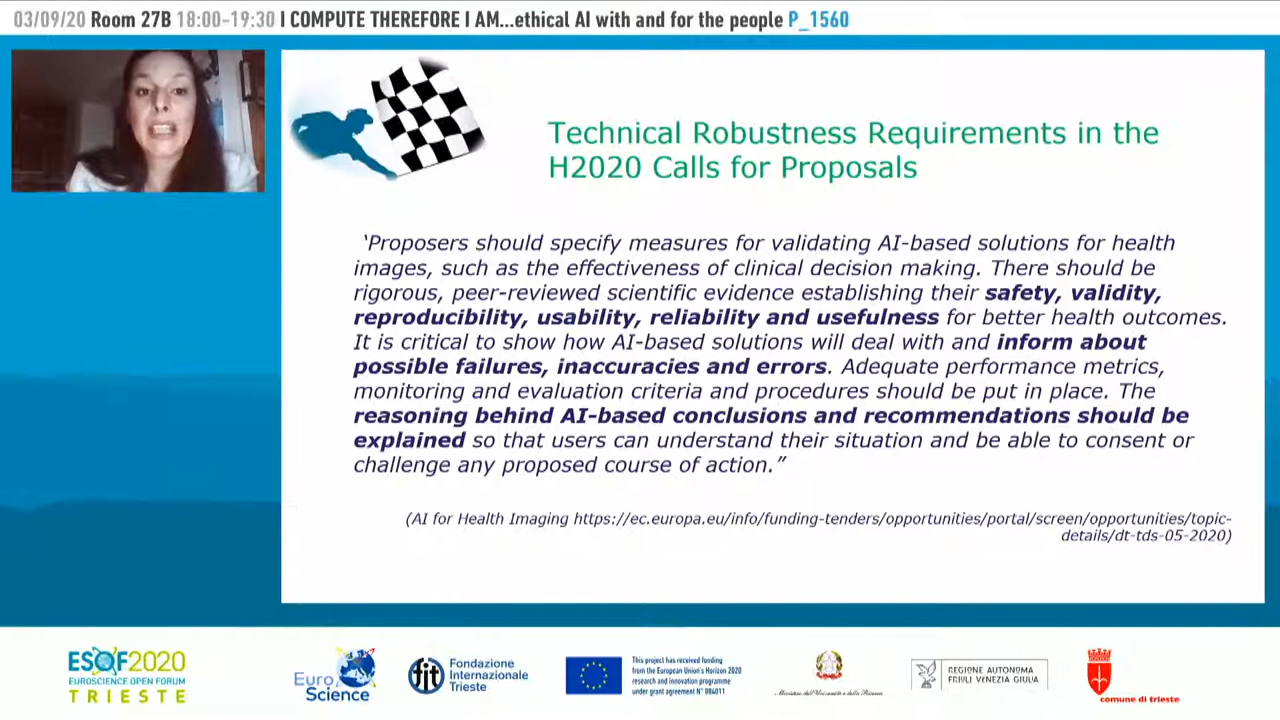 03/09/20 Room 27B 18:00-19:30 I COMPUTE THEREFORE I AM...ethical AI with and for the people P_1560
Technical Robustness Requirements in the
H2020 Calls for Proposals
‘Proposers should specify measures for validating AI-based solutions for health
images, such as the effectiveness of clinical decision making. There should be
rigorous, peer-reviewed scientific evidence establishing their safety, validity,
reproducibility, usability, reliability and usefulness for better health outcomes.
It is critical to show how AI-based solutions will deal with and inform about
possible failures, inaccuracies and errors. Adequate performance metrics,
monitoring and evaluation criteria and procedures should be put in place. The
reasoning behind AI-based conclusions and recommendations should be
explained so that users can understand their situation and be able to consent or
challenge any proposed course of action.”
(AI for Health Imaging https://ec.europa.eu/info/funding-tenders/opportunities/portal/screen/opportunities/topic-
details/dt-tds-05-2020)
ESOF2020
EUROSCIENCE OPEN FORUM
TRIESTE
Euro
Science
fit
Fondazione
Internazionale
Trieste
This project has received funding
from the European Union's Horizon 2020
research and innovation programme
under grant agreement N°
Ministero dell'Università e della Ricerca
REGIONE AUTONOMA
FRIULI VENEZIA GIULIA
comune di trieste